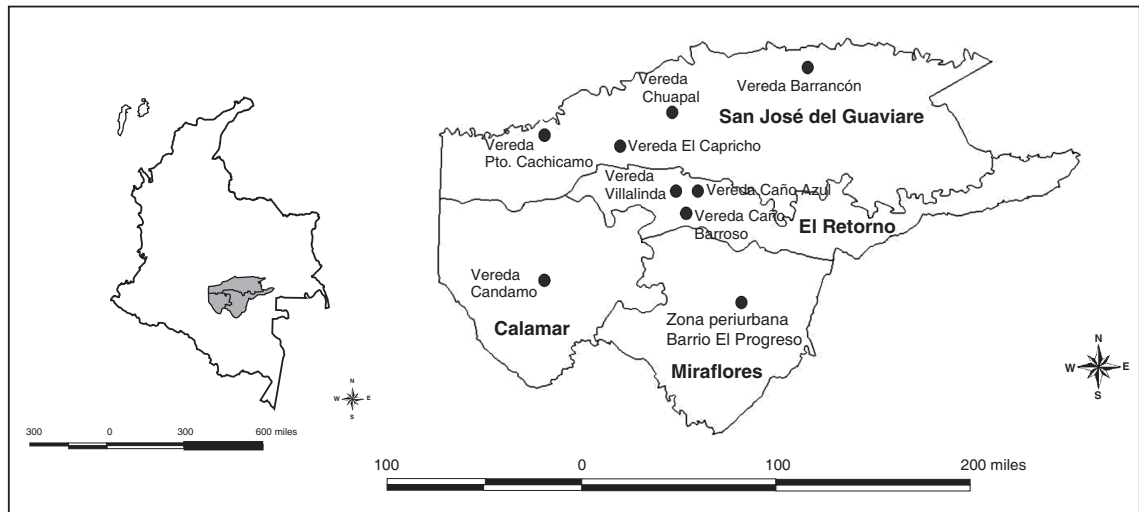 Vereda
Chuapal
Vereda Barrancón
San José del Guaviare
Vereda
Pto. Cachicamo
Vereda El Capricho
Vereda
Villalinda
Vereda Caño Azul
Vereda Caño
Barroso
El Retorno
Vereda
Candamo
Calamar
Zona periurbana
Barrio El Progreso
Miraflores
N
W E
S
N
W E
S
300 0 300 600 miles
100 0 100 200 miles